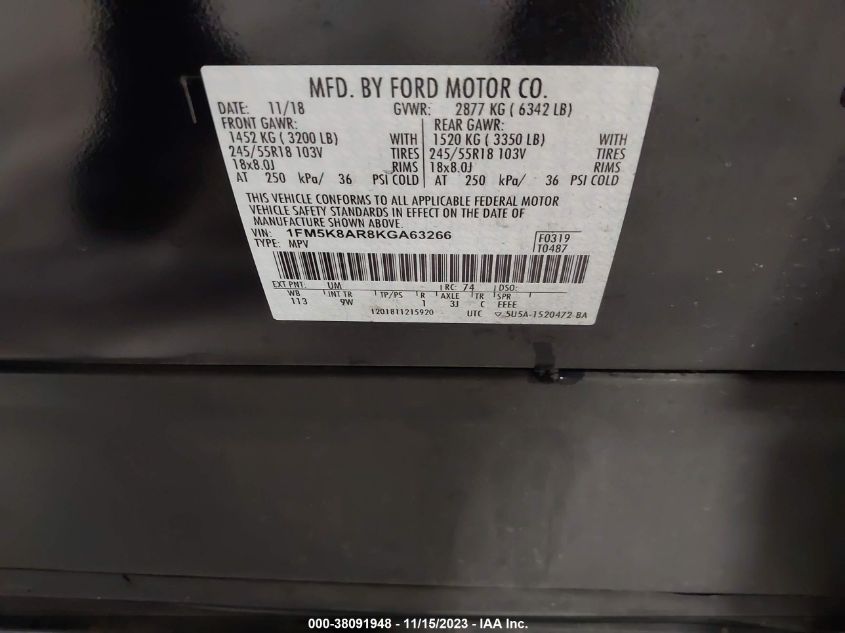 MFD. BY FORD MOTOR CO.
DATE: 11/18 GVWR: 2877 KG ( 6342 LB)
FRONT GAWR: REAR GAWR:
1452 KG ( 3200 LB) WITH 1520 KG ( 3350 LB) WITH
245/55R18 103V TIRES 245/55R18 103V TIRES
18x8.0J RIMS 18x8.0J RIMS
AT 250 kPa/ 36 PSI COLD AT 250 kPa/ 36 PSI COLD
THIS VEHICLE CONFORMS TO ALL APPLICABLE FEDERAL MOTOR
VEHICLE SAFETY STANDARDS IN EFFECT ON THE DATE OF
MANUFACTURE SHOWN ABOVE.
VIN: 1FM5K8AR8KGA63266 F0319
TYPE: MPV T0487
EXT PNT: UM RC: 74 DSO:
WB INT TR TP/PS R AXLE TR SPR
113 9W 1 3J C EEEE
1201811215920 UTC ▽ 5U5A-1520472-BA
000-38091948 - 11/15/2023 - IAA Inc.